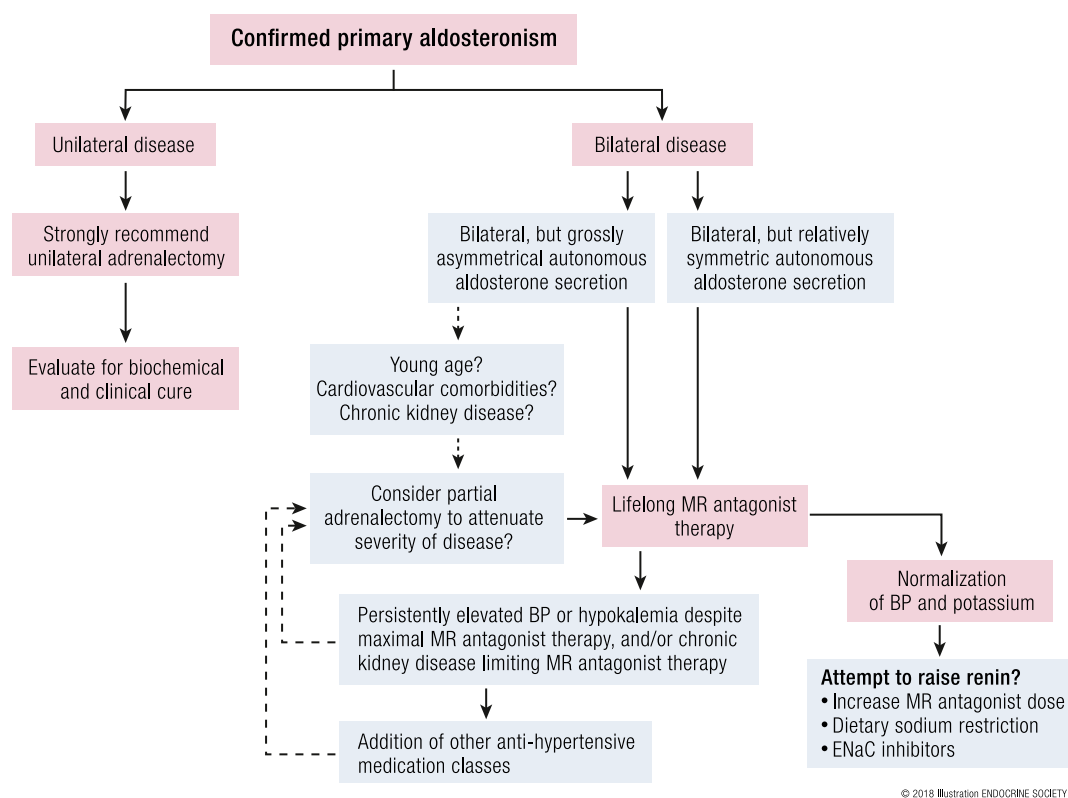 Confirmed primary aldosteronism
Unilateral disease
Bilateral disease
Strongly recommend
unilateral adrenalectomy
Bilateral, but grossly
asymmetrical autonomous
aldosterone secretion
Bilateral, but relatively
symmetric autonomous
aldosterone secretion
Evaluate for biochemical
and clinical cure
Young age?
Cardiovascular comorbidities?
Chronic kidney disease?
Consider partial
adrenalectomy to attenuate
severity of disease?
Lifelong MR antagonist
therapy
Normalization
of BP and potassium
Persistently elevated BP or hypokalemia despite
maximal MR antagonist therapy, and/or chronic
kidney disease limiting MR antagonist therapy
Attempt to raise renin?
• Increase MR antagonist dose
• Dietary sodium restriction
• ENaC inhibitors
Addition of other anti-hypertensive
medication classes
© 2018 Illustration ENDOCRINE SOCIETY